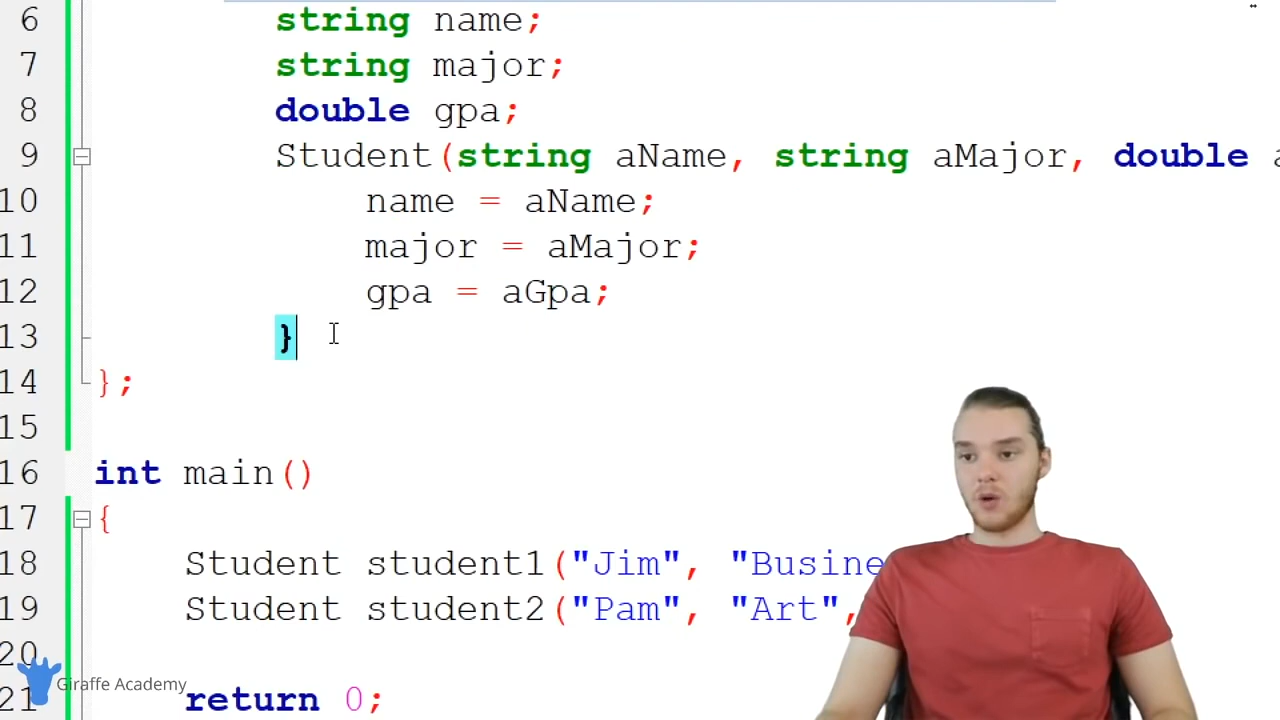 6 string name;
7 string major;
8 double gpa;
9 Student(string aName, string aMajor, double a
10 name = aName;
11 major = aMajor;
12 gpa = aGpa;
13 }
14 };
15
16 int main()
17 {
18 Student student1("Jim", "Busine
19 Student student2("Pam", "Art",
20
21 return 0;
Giraffe Academy